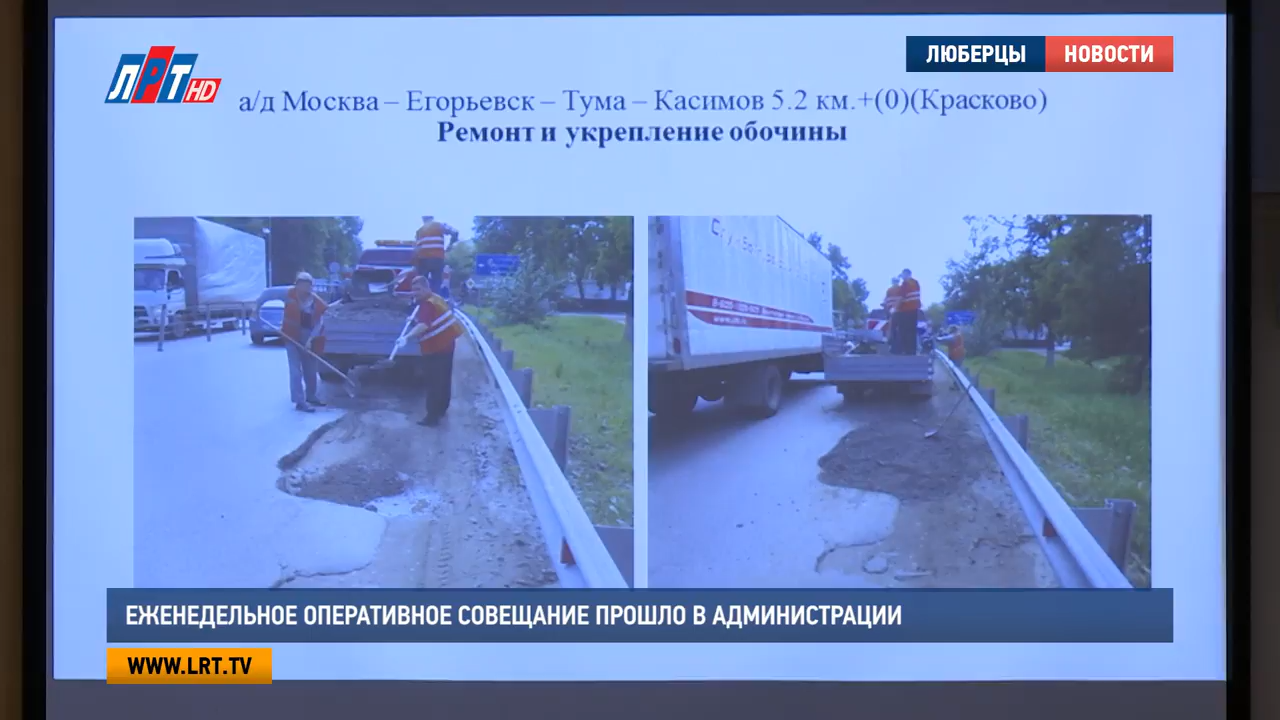 ЛРТ HD
ЛЮБЕРЦЫ НОВОСТИ
а/д Москва – Егорьевск – Тума – Касимов 5.2 км.+(0)(Красково)
Ремонт и укрепление обочины
ЕЖЕНЕДЕЛЬНОЕ ОПЕРАТИВНОЕ СОВЕЩАНИЕ ПРОШЛО В АДМИНИСТРАЦИИ
WWW.LRT.TV